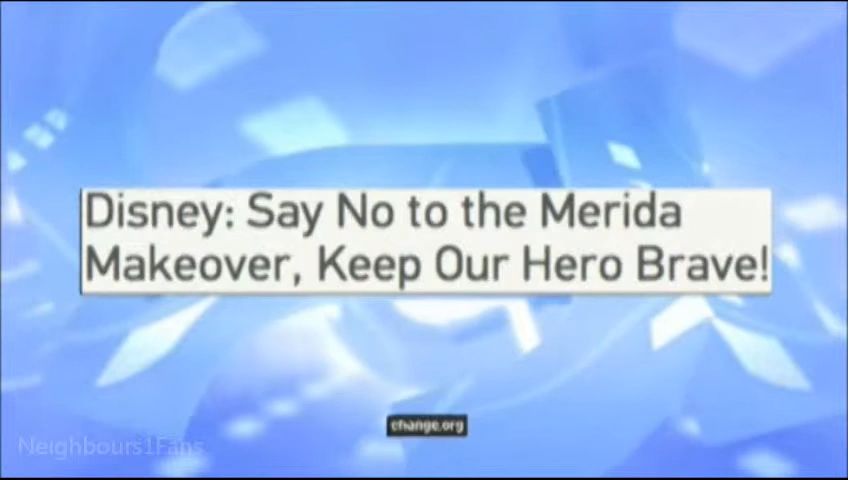 Disney: Say No to the Merida
Makeover, Keep Our Hero Brave!
change.org
Neighbours1Fans